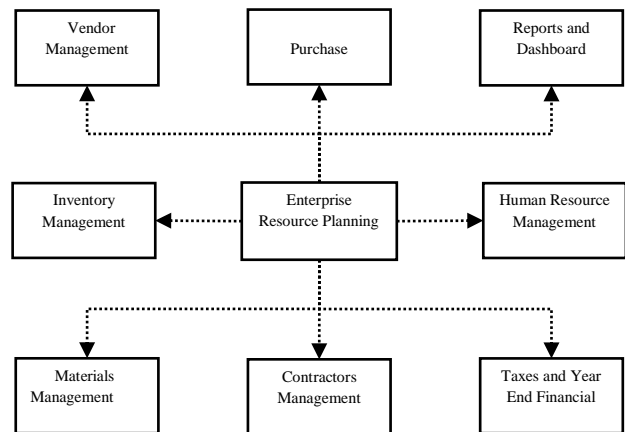 Vendor
Management
Purchase
Reports and
Dashboard
Inventory
Management
Enterprise
Resource Planning
Human Resource
Management
Materials
Management
Contractors
Management
Taxes and Year
End Financial